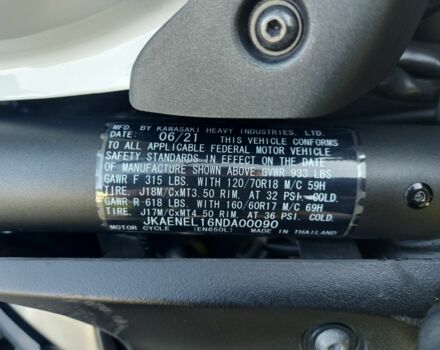 MFD. BY KAWASAKI HEAVY INDUSTRIES, LTD.
DATE: 06/21 THIS VEHICLE CONFORMS
TO ALL APPLICABLE FEDERAL MOTOR VEHICLE
SAFETY STANDARDS IN EFFECT ON THE DATE
OF MANUFACTURE SHOWN ABOVE GVWR 933 LBS
GAWR F 315 LBS WITH 120/70R18 M/C 59H
TIRE J18M/CxMT3.50 RIM, AT 32 PSI. COLD.
GAWR R 618 LBS WITH 160/60R17 M/C 69H
TIRE, J17M/CxMT4.50 RIM, AT 36 PSI. COLD.
JKAENEL16NDA00090
MOTOR CYCLE (EN650L) MADE IN THAILAND